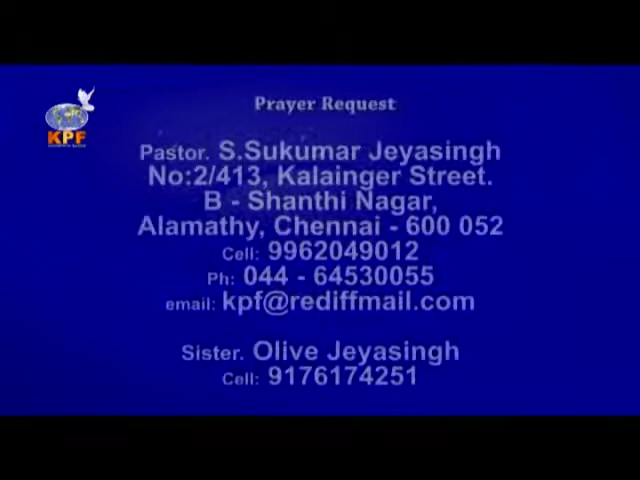 KPF
Prayer Request
Pastor. S.Sukumar Jeyasingh
No:2/413, Kalainger Street.
B - Shanthi Nagar,
Alamathy, Chennai - 600 052
Cell: 9962049012
Ph: 044 - 64530055
email: kpf@rediffmail.com
Sister. Olive Jeyasingh
Cell: 9176174251